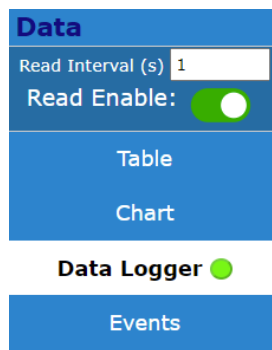 Data
Read Interval (s) 1
Read Enable:
Table
Chart
Data Logger
Events